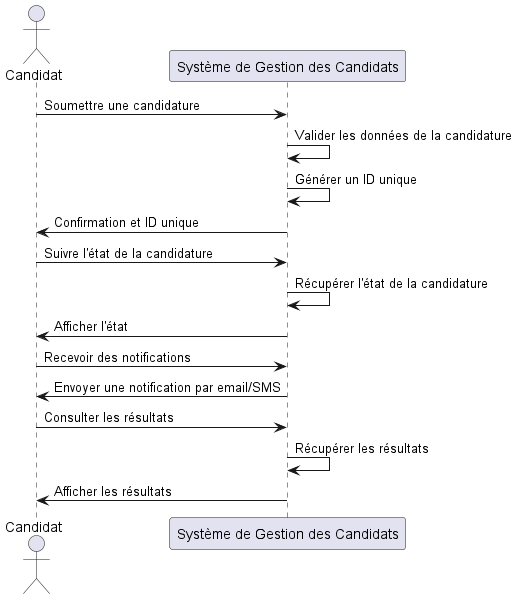 Candidat
Système de Gestion des Candidats
Soumettre une candidature
Valider les données de la candidature
Générer un ID unique
Confirmation et ID unique
Suivre l'état de la candidature
Récupérer l'état de la candidature
Afficher l'état
Recevoir des notifications
Envoyer une notification par email/SMS
Consulter les résultats
Récupérer les résultats
Afficher les résultats
Candidat
Système de Gestion des Candidats